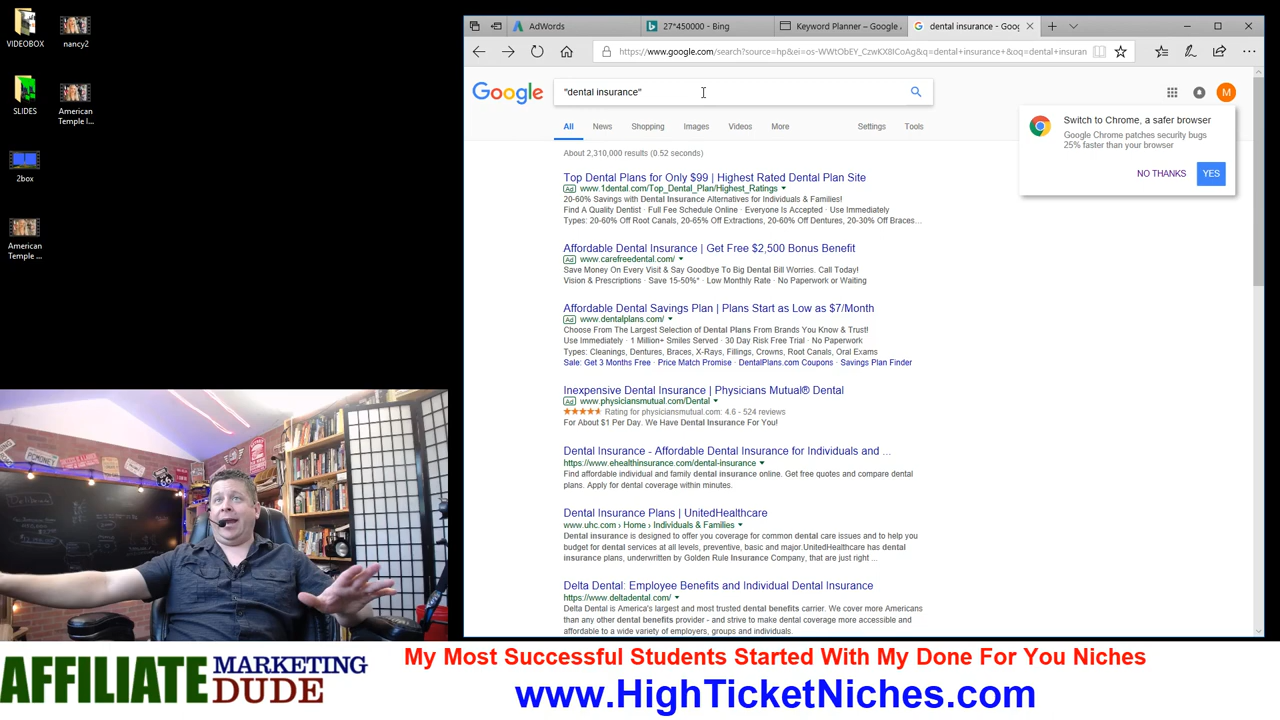 VIDEOBOX
nancy2
SLIDES
American
Temple I...
2box
American
Temple ...
AdWords
27*450000 - Bing
Keyword Planner – Google
dental insurance - Goog
https://www.google.com/search?source=hp&ei=os-WWtObEY_CzwKX8ICoAg&q=dental+insurance+&oq=dental+insuran
Google
"dental insurance"
M
All
News
Shopping
Images
Videos
More
Settings
Tools
Switch to Chrome, a safer browser
Google Chrome patches security bugs
25% faster than your browser
NO THANKS
YES
About 2,310,000 results (0.52 seconds)
Top Dental Plans for Only $99 | Highest Rated Dental Plan Site
Ad www.1dental.com/Top_Dental_Plan/Highest_Ratings
20-60% Savings with Dental Insurance Alternatives for Individuals & Families!
Find A Quality Dentist · Full Fee Schedule Online · Everyone Is Accepted · Use Immediately
Types: 20-60% Off Root Canals, 20-65% Off Extractions, 20-60% Off Dentures, 20-30% Off Braces...
Affordable Dental Insurance | Get Free $2,500 Bonus Benefit
Ad www.carefreedental.com/
Save Money On Every Visit & Say Goodbye To Big Dental Bill Worries. Call Today!
Vision & Prescriptions · Save 15-50%* · Low Monthly Rate · No Paperwork or Waiting
Affordable Dental Savings Plan | Plans Start as Low as $7/Month
Ad www.dentalplans.com/
Choose From The Largest Selection of Dental Plans From Brands You Know & Trust!
Use Immediately · 1 Million+ Smiles Served · 30 Day Risk Free Trial · No Paperwork
Types: Cleanings, Dentures, Braces, X-Rays, Fillings, Crowns, Root Canals, Oral Exams
Sale: Get 3 Months Free · Price Match Promise · DentalPlans.com Coupons · Savings Plan Finder
Inexpensive Dental Insurance | Physicians Mutual® Dental
Ad www.physiciansmutual.com/Dental
Rating for physiciansmutual.com: 4.6 - 524 reviews
For About $1 Per Day. We Have Dental Insurance For You!
Dental Insurance - Affordable Dental Insurance for Individuals and ...
https://www.ehealthinsurance.com/dental-insurance
Find affordable individual and family dental insurance online. Get free quotes and compare dental
plans. Apply for dental coverage within minutes.
Dental Insurance Plans | UnitedHealthcare
www.uhc.com › Home › Individuals & Families
Dental insurance is designed to offer you coverage for common dental care issues and to help you
budget for dental services at all levels, preventive, basic and major.UnitedHealthcare has dental
insurance plans, underwritten by Golden Rule Insurance Company, that are just right ...
Delta Dental: Employee Benefits and Individual Dental Insurance
https://www.deltadental.com/
Delta Dental is America's largest and most trusted dental benefits carrier. We cover more Americans
than any other dental benefits provider - and strive to make dental coverage more accessible and
affordable to a wide variety of employers, groups and individuals.
AFFILIATE MARKETING
DUDE
My Most Successful Students Started With My Done For You Niches
www.HighTicketNiches.com